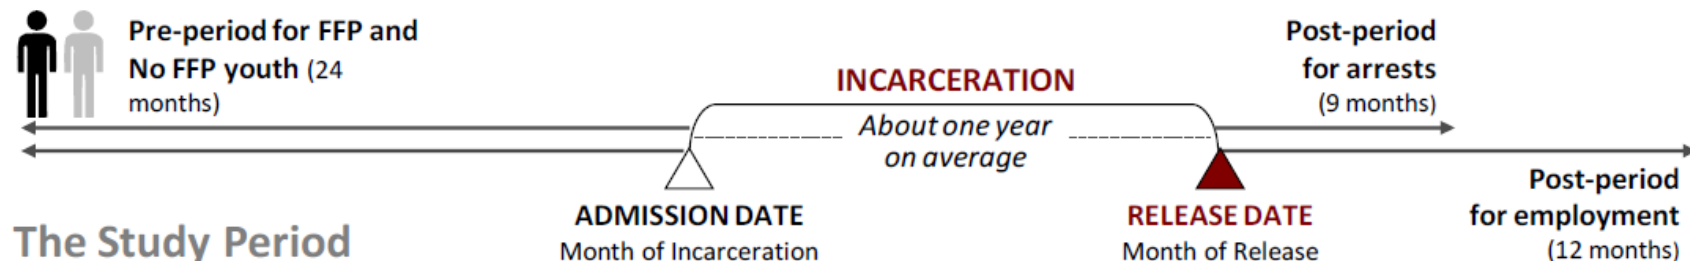 Pre-period for FFP and
No FFP youth (24
months)
INCARCERATION
About one year
on average
Post-period
for arrests
(9 months)
ADMISSION DATE
Month of Incarceration
RELEASE DATE
Month of Release
Post-period
for employment
(12 months)
The Study Period